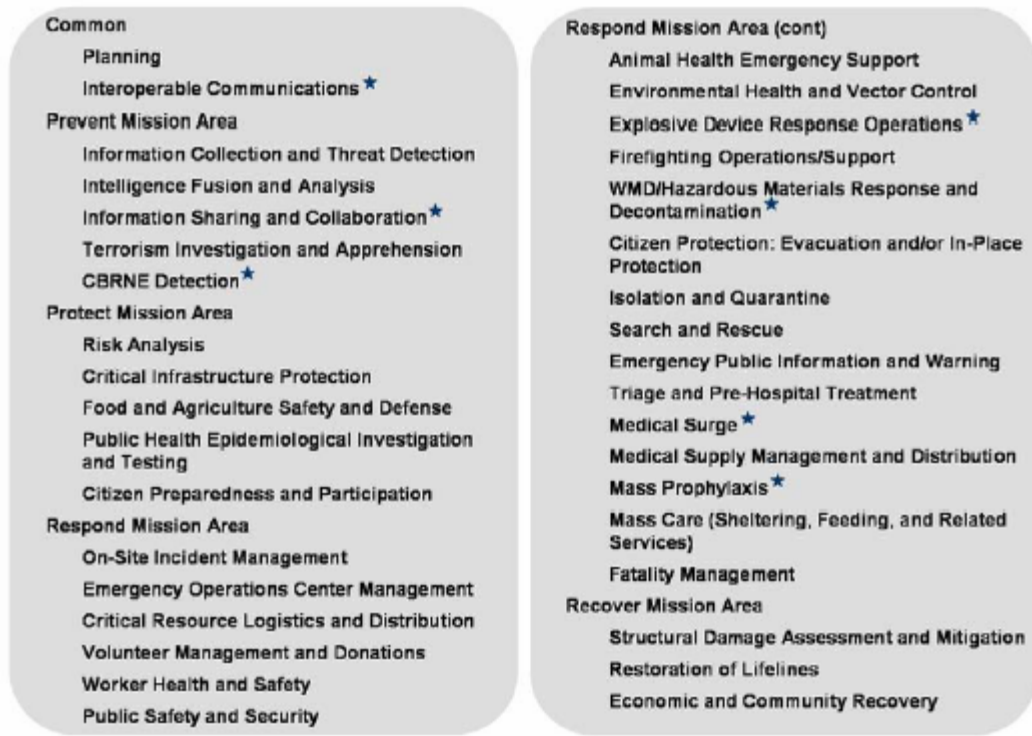 Common
Planning
Interoperable Communications ★
Prevent Mission Area
Information Collection and Threat Detection
Intelligence Fusion and Analysis
Information Sharing and Collaboration ★
Terrorism Investigation and Apprehension
CBRNE Detection ★
Protect Mission Area
Risk Analysis
Critical Infrastructure Protection
Food and Agriculture Safety and Defense
Public Health Epidemiological Investigation
and Testing
Citizen Preparedness and Participation
Respond Mission Area
On-Site Incident Management
Emergency Operations Center Management
Critical Resource Logistics and Distribution
Volunteer Management and Donations
Worker Health and Safety
Public Safety and Security
Respond Mission Area (cont)
Animal Health Emergency Support
Environmental Health and Vector Control
Explosive Device Response Operations ★
Firefighting Operations/Support
WMD/Hazardous Materials Response and
Decontamination ★
Citizen Protection: Evacuation and/or In-Place
Protection
Isolation and Quarantine
Search and Rescue
Emergency Public Information and Warning
Triage and Pre-Hospital Treatment
Medical Surge ★
Medical Supply Management and Distribution
Mass Prophylaxis ★
Mass Care (Sheltering, Feeding, and Related
Services)
Fatality Management
Recover Mission Area
Structural Damage Assessment and Mitigation
Restoration of Lifelines
Economic and Community Recovery